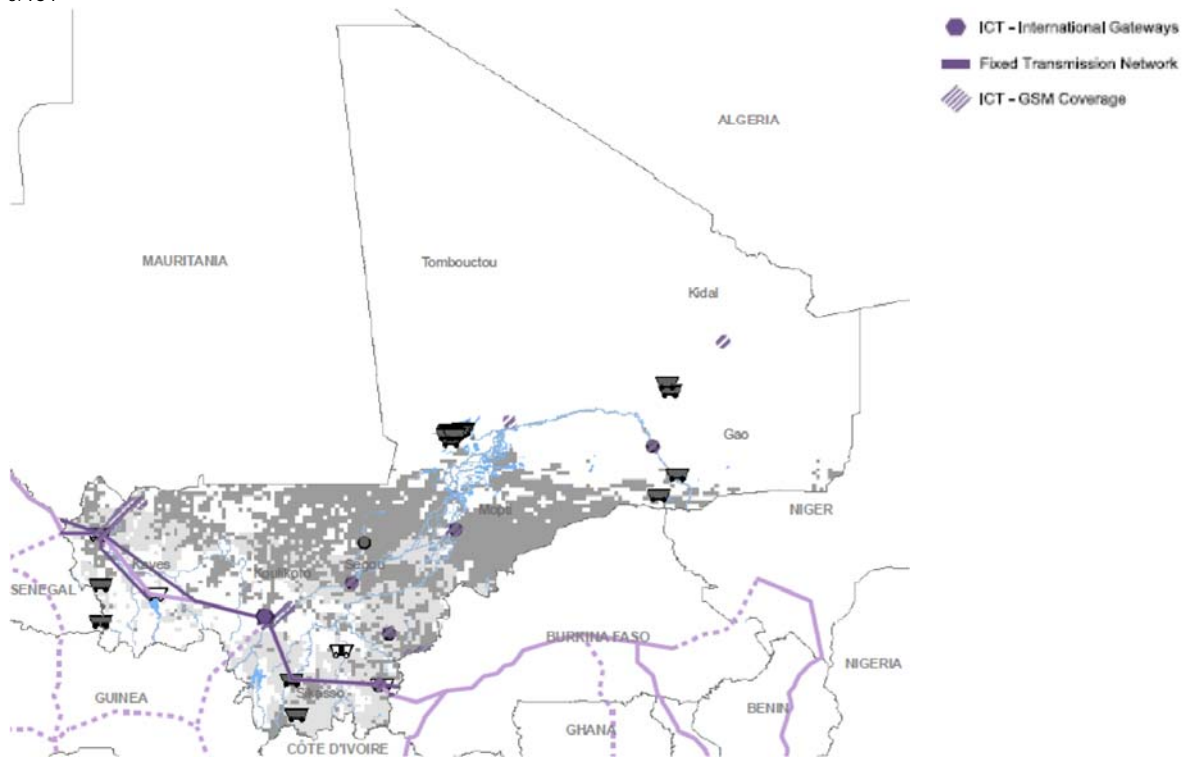 ICT - International Gateways
Fixed Transmission Network
ICT - GSM Coverage
ALGERIA
MAURITANIA
Tombouctou
Kidal
Gao
Mopti
NIGER
Kayes
Koulikoro
Segou
SENEGAL
BURKINA FASO
NIGERIA
Sikasso
GUINEA
BENIN
GHANA
CÔTE D'IVOIRE